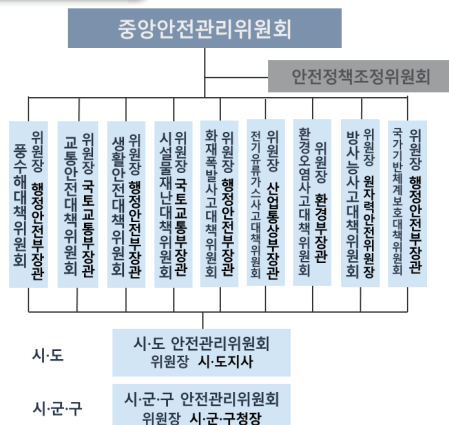 중앙안전관리위원회
안전정책조정위원회
풍수해대책위원회
위원장 행정안전부장관
교통안전대책위원회
위원장 국토교통부장관
생활안전대책위원회
위원장 행정안전부장관
시설물재난대책위원회
위원장 국토교통부장관
화재폭발사고대책위원회
위원장 행정안전부장관
전기유류가스사고대책위원회
위원장 산업통상부장관
환경오염사고대책위원회
위원장 환경부장관
방사능사고대책위원회
위원장 원자력안전위원장
국가기반체계보호대책위원회
위원장 행정안전부장관
시·도
시·도 안전관리위원회
위원장 시·도지사
시·군·구
시·군·구 안전관리위원회
위원장 시·군·구청장